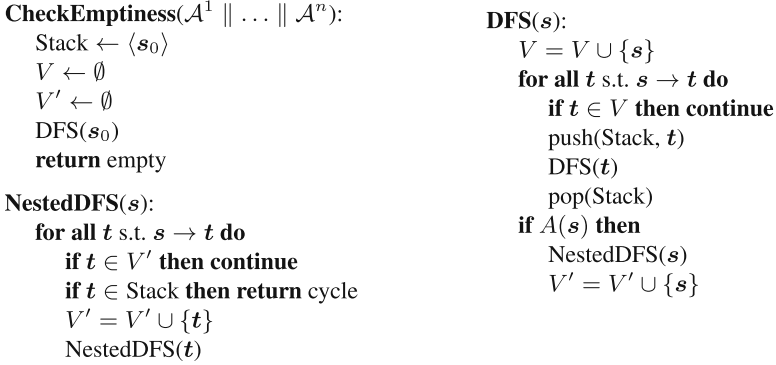 CheckEmptiness(𝒜¹ ∥ … ∥ 𝒜ⁿ):
Stack ← ⟨s₀⟩
V ← ∅
V′ ← ∅
DFS(s₀)
return empty
NestedDFS(s):
for all t s.t. s → t do
if t ∈ V′ then continue
if t ∈ Stack then return cycle
V′ = V′ ∪ {t}
NestedDFS(t)
DFS(s):
V = V ∪ {s}
for all t s.t. s → t do
if t ∈ V then continue
push(Stack, t)
DFS(t)
pop(Stack)
if A(s) then
NestedDFS(s)
V′ = V′ ∪ {s}